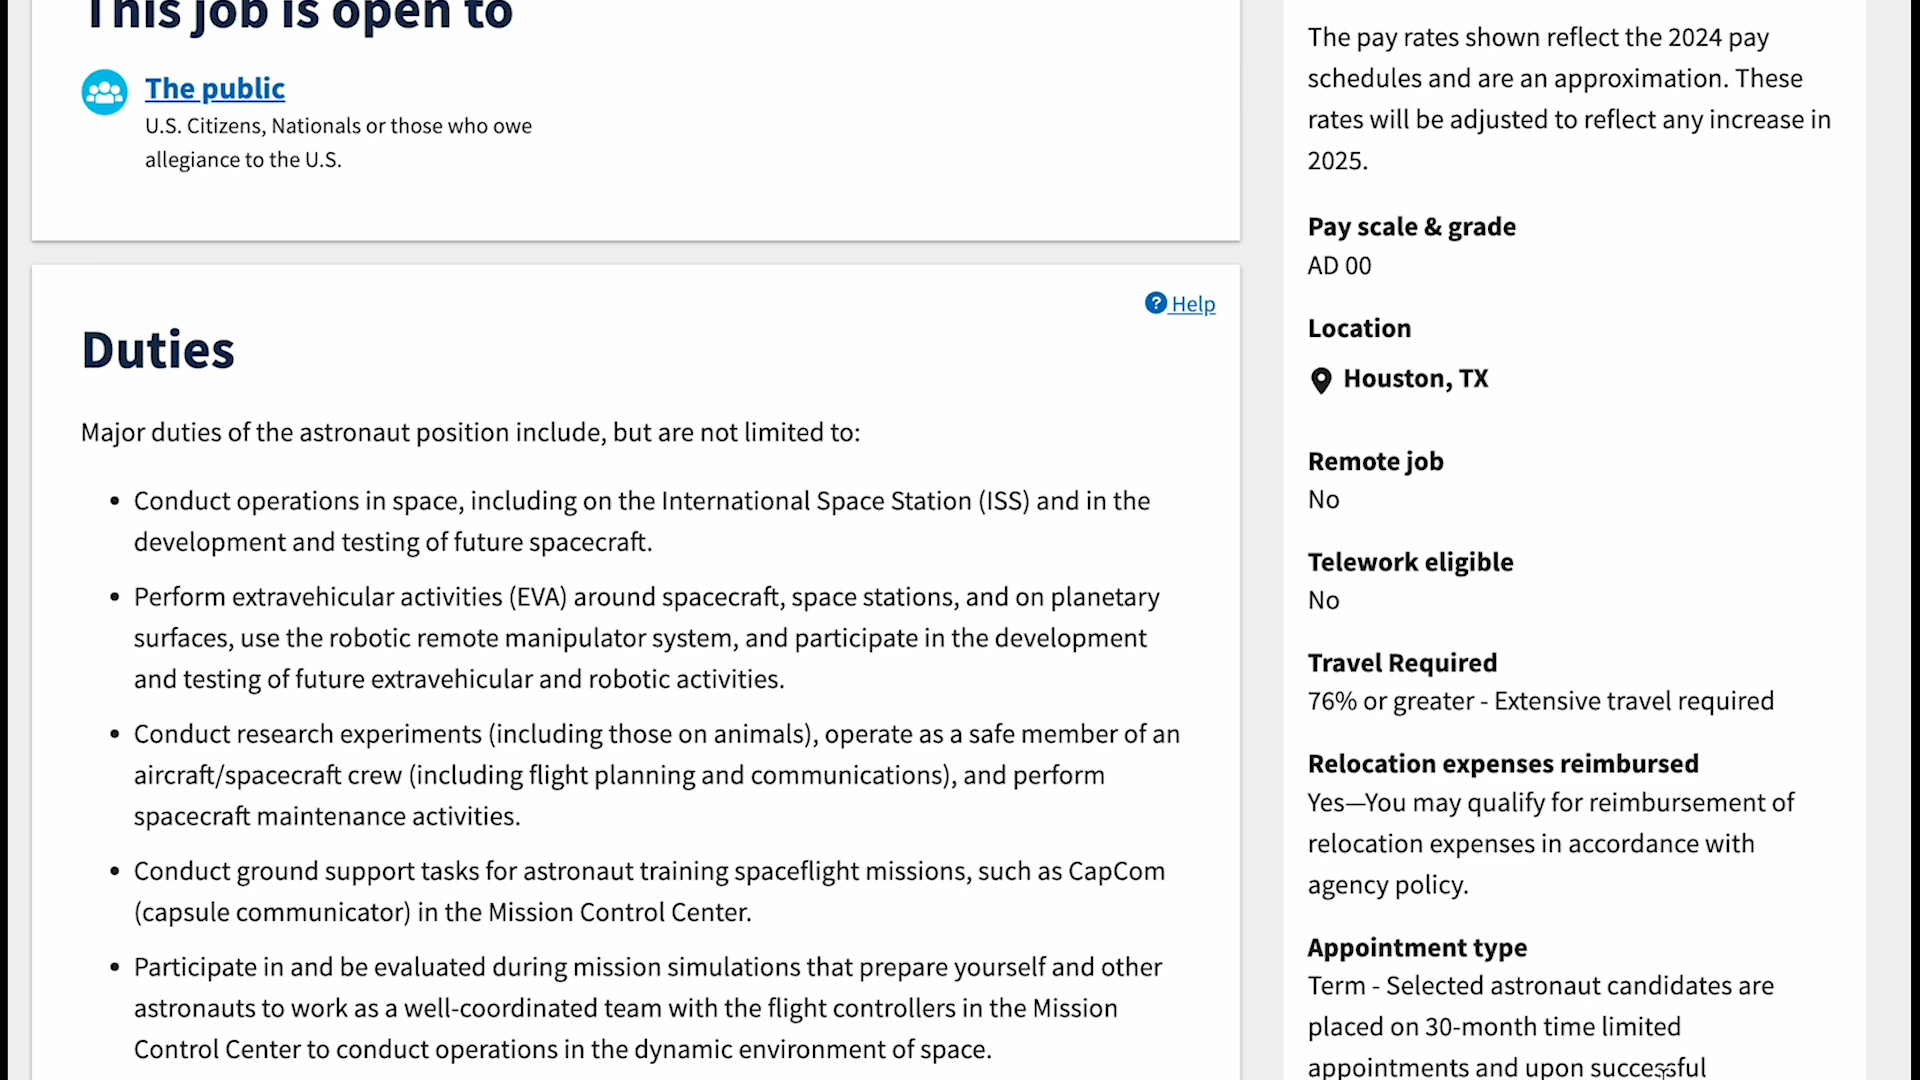 This job is open to
The public
U.S. Citizens, Nationals or those who owe
allegiance to the U.S.
Help
Duties
Major duties of the astronaut position include, but are not limited to:
• Conduct operations in space, including on the International Space Station (ISS) and in the
development and testing of future spacecraft.
• Perform extravehicular activities (EVA) around spacecraft, space stations, and on planetary
surfaces, use the robotic remote manipulator system, and participate in the development
and testing of future extravehicular and robotic activities.
• Conduct research experiments (including those on animals), operate as a safe member of an
aircraft/spacecraft crew (including flight planning and communications), and perform
spacecraft maintenance activities.
• Conduct ground support tasks for astronaut training spaceflight missions, such as CapCom
(capsule communicator) in the Mission Control Center.
• Participate in and be evaluated during mission simulations that prepare yourself and other
astronauts to work as a well-coordinated team with the flight controllers in the Mission
Control Center to conduct operations in the dynamic environment of space.
The pay rates shown reflect the 2024 pay
schedules and are an approximation. These
rates will be adjusted to reflect any increase in
2025.
Pay scale & grade
AD 00
Location
Houston, TX
Remote job
No
Telework eligible
No
Travel Required
76% or greater - Extensive travel required
Relocation expenses reimbursed
Yes—You may qualify for reimbursement of
relocation expenses in accordance with
agency policy.
Appointment type
Term - Selected astronaut candidates are
placed on 30-month time limited
appointments and upon successful